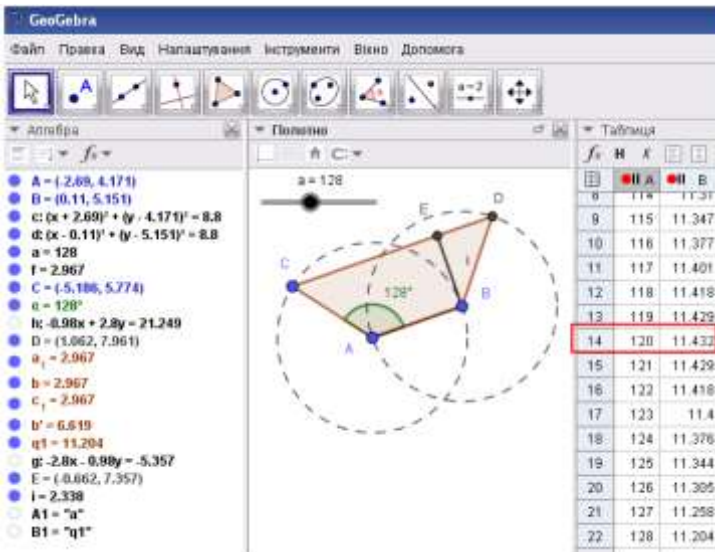 GeoGebra
Файл Правка Вид Налаштування Інструменти Вікно Допомога
A
a=2
Алгебра
Полотно
Таблиця
A = (-2.69, 4.171)
B = (0.11, 5.151)
c: (x + 2.69)² + (y - 4.171)² = 8.8
d: (x - 0.11)² + (y - 5.151)² = 8.8
a = 128
f = 2.967
C = (-5.186, 5.774)
α = 128°
h: -0.98x + 2.8y = 21.249
D = (1.062, 7.961)
a₁ = 2.967
b = 2.967
c₁ = 2.967
b' = 6.619
q1 = 11.204
g: -2.8x - 0.98y = -5.357
E = (-0.662, 7.357)
i = 2.338
A1 = "a"
B1 = "q1"
a = 128
C
E
D
i
128°
B
A
A B
9 115 11.347
10 116 11.377
11 117 11.401
12 118 11.418
13 119 11.429
14 120 11.432
15 121 11.429
16 122 11.418
17 123 11.4
18 124 11.376
19 125 11.344
20 126 11.305
21 127 11.258
22 128 11.204